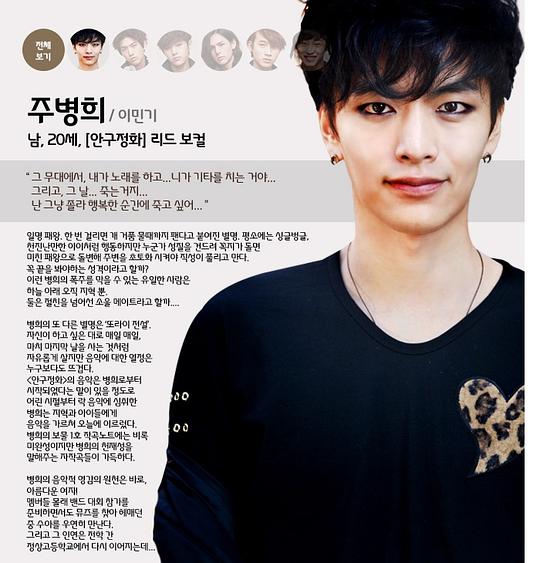 전체
보기
주병희 / 이민기
남, 20세, [안구정화] 리드 보컬
“ 그 무대에서, 내가 노래를 하고...니가 기타를 치는 거야...
그리고, 그 날... 죽는거지...
난 그냥 졸라 행복한 순간에 죽고 싶어... ”
일명 패왕. 한 번 걸리면 개 거품 물때까지 팬다고 붙여진 별명. 평소에는 싱글벙글,
천진난만한 아이처럼 행동하지만 누군가 성질을 건드려 꼭지가 돌면
미친 패왕으로 돌변해 주변을 초토화 시켜야 직성이 풀리고 만다.
꼭 끝을 봐야하는 성격이라고 할까?
이런 병희의 폭주를 막을 수 있는 유일한 사람은
하늘 아래 오직 지혁 뿐.
둘은 절친을 넘어선 소울 메이트라고 할까....
병희의 또 다른 별명은 '또라이 전설'.
자신이 하고 싶은 대로 매일 매일,
마치 마지막 날을 사는 것처럼
자유롭게 살지만 음악에 대한 열정은
누구보다도 뜨겁다.
<안구정화>의 음악은 병희로부터
시작되었다는 말이 있을 정도로
어린 시절부터 락 음악에 심취한
병희는 지혁과 아이들에게
음악을 가르쳐 오늘에 이르렀다.
병희의 보물 1호 작곡노트에는 비록
미완성이지만 병희의 천재성을
말해주는 자작곡들이 가득하다.
병희의 음악적 영감의 원천은 바로,
아름다운 여자!
멤버들 몰래 밴드 대회 참가를
준비하면서도 뮤즈를 찾아 헤매던
중 수아를 우연히 만난다.
그리고 그 인연은 전학 간
정상고등학교에서 다시 이어지는데...